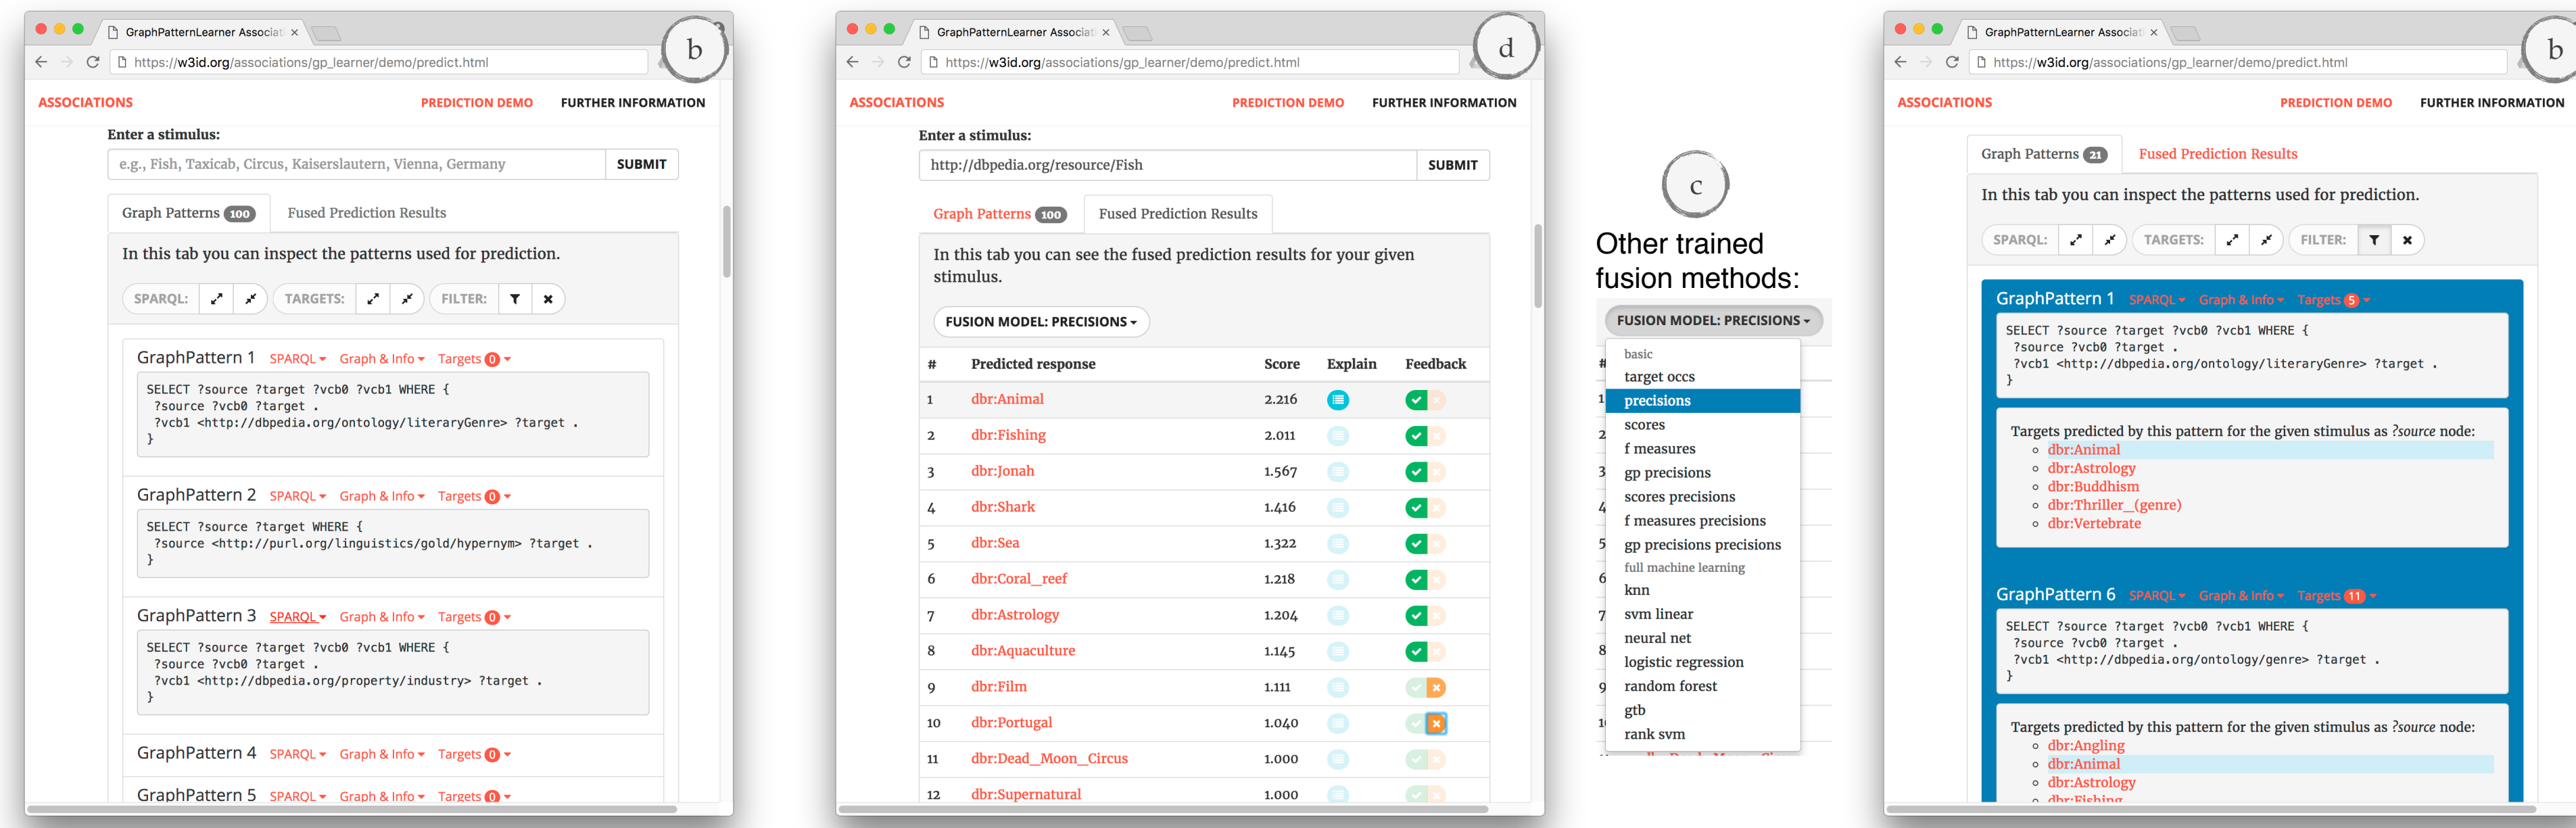 GraphPatternLearner Associat
b
https://w3id.org/associations/gp_learner/demo/predict.html
ASSOCIATIONS PREDICTION DEMO FURTHER INFORMATION
Enter a stimulus:
e.g., Fish, Taxicab, Circus, Kaiserslautern, Vienna, Germany SUBMIT
Graph Patterns 100 Fused Prediction Results
In this tab you can inspect the patterns used for prediction.
SPARQL: TARGETS: FILTER:
GraphPattern 1 SPARQL Graph & Info Targets 0
SELECT ?source ?target ?vcb0 ?vcb1 WHERE {
?source ?vcb0 ?target .
?vcb1 <http://dbpedia.org/ontology/literaryGenre> ?target .
}
GraphPattern 2 SPARQL Graph & Info Targets 0
SELECT ?source ?target WHERE {
?source <http://purl.org/linguistics/gold/hypernym> ?target .
}
GraphPattern 3 SPARQL Graph & Info Targets 0
SELECT ?source ?target ?vcb0 ?vcb1 WHERE {
?source ?vcb0 ?target .
?vcb1 <http://dbpedia.org/property/industry> ?target .
}
GraphPattern 4 SPARQL Graph & Info Targets 0
GraphPattern 5 SPARQL Graph & Info Targets 0
GraphPatternLearner Associat
d
https://w3id.org/associations/gp_learner/demo/predict.html
ASSOCIATIONS PREDICTION DEMO FURTHER INFORMATION
Enter a stimulus:
http://dbpedia.org/resource/Fish SUBMIT
Graph Patterns 100 Fused Prediction Results
In this tab you can see the fused prediction results for your given
stimulus.
FUSION MODEL: PRECISIONS
# Predicted response Score Explain Feedback
1 dbr:Animal 2.216
2 dbr:Fishing 2.011
3 dbr:Jonah 1.567
4 dbr:Shark 1.416
5 dbr:Sea 1.322
6 dbr:Coral_reef 1.218
7 dbr:Astrology 1.204
8 dbr:Aquaculture 1.145
9 dbr:Film 1.111
10 dbr:Portugal 1.040
11 dbr:Dead_Moon_Circus 1.000
12 dbr:Supernatural 1.000
c
Other trained
fusion methods:
FUSION MODEL: PRECISIONS
# basic
target occs
1 precisions
scores
2 f measures
3 gp precisions
scores precisions
4 f measures precisions
5 gp precisions precisions
full machine learning
6 knn
7 svm linear
neural net
8 logistic regression
9 random forest
gtb
1 rank svm
GraphPatternLearner Associat
b
https://w3id.org/associations/gp_learner/demo/predict.html
ASSOCIATIONS PREDICTION DEMO FURTHER INFORMATION
Graph Patterns 21 Fused Prediction Results
In this tab you can inspect the patterns used for prediction.
SPARQL: TARGETS: FILTER:
GraphPattern 1 SPARQL Graph & Info Targets 5
SELECT ?source ?target ?vcb0 ?vcb1 WHERE {
?source ?vcb0 ?target .
?vcb1 <http://dbpedia.org/ontology/literaryGenre> ?target .
}
Targets predicted by this pattern for the given stimulus as ?source node:
dbr:Animal
dbr:Astrology
dbr:Buddhism
dbr:Thriller_(genre)
dbr:Vertebrate
GraphPattern 6 SPARQL Graph & Info Targets 11
SELECT ?source ?target ?vcb0 ?vcb1 WHERE {
?source ?vcb0 ?target .
?vcb1 <http://dbpedia.org/ontology/genre> ?target .
}
Targets predicted by this pattern for the given stimulus as ?source node:
dbr:Angling
dbr:Animal
dbr:Astrology
dbr:Fishing